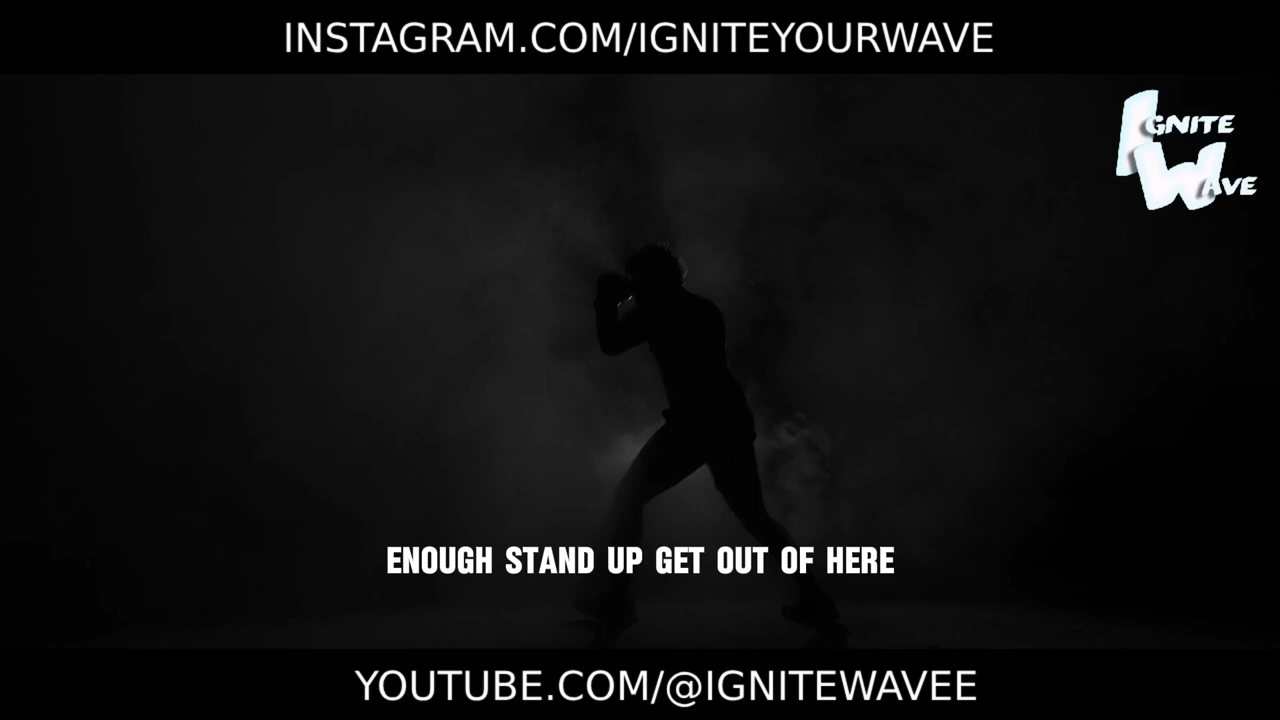 INSTAGRAM.COM/IGNITEYOURWAVE
IGNITE
WAVE
ENOUGH STAND UP GET OUT OF HERE
YOUTUBE.COM/@IGNITEWAVEE